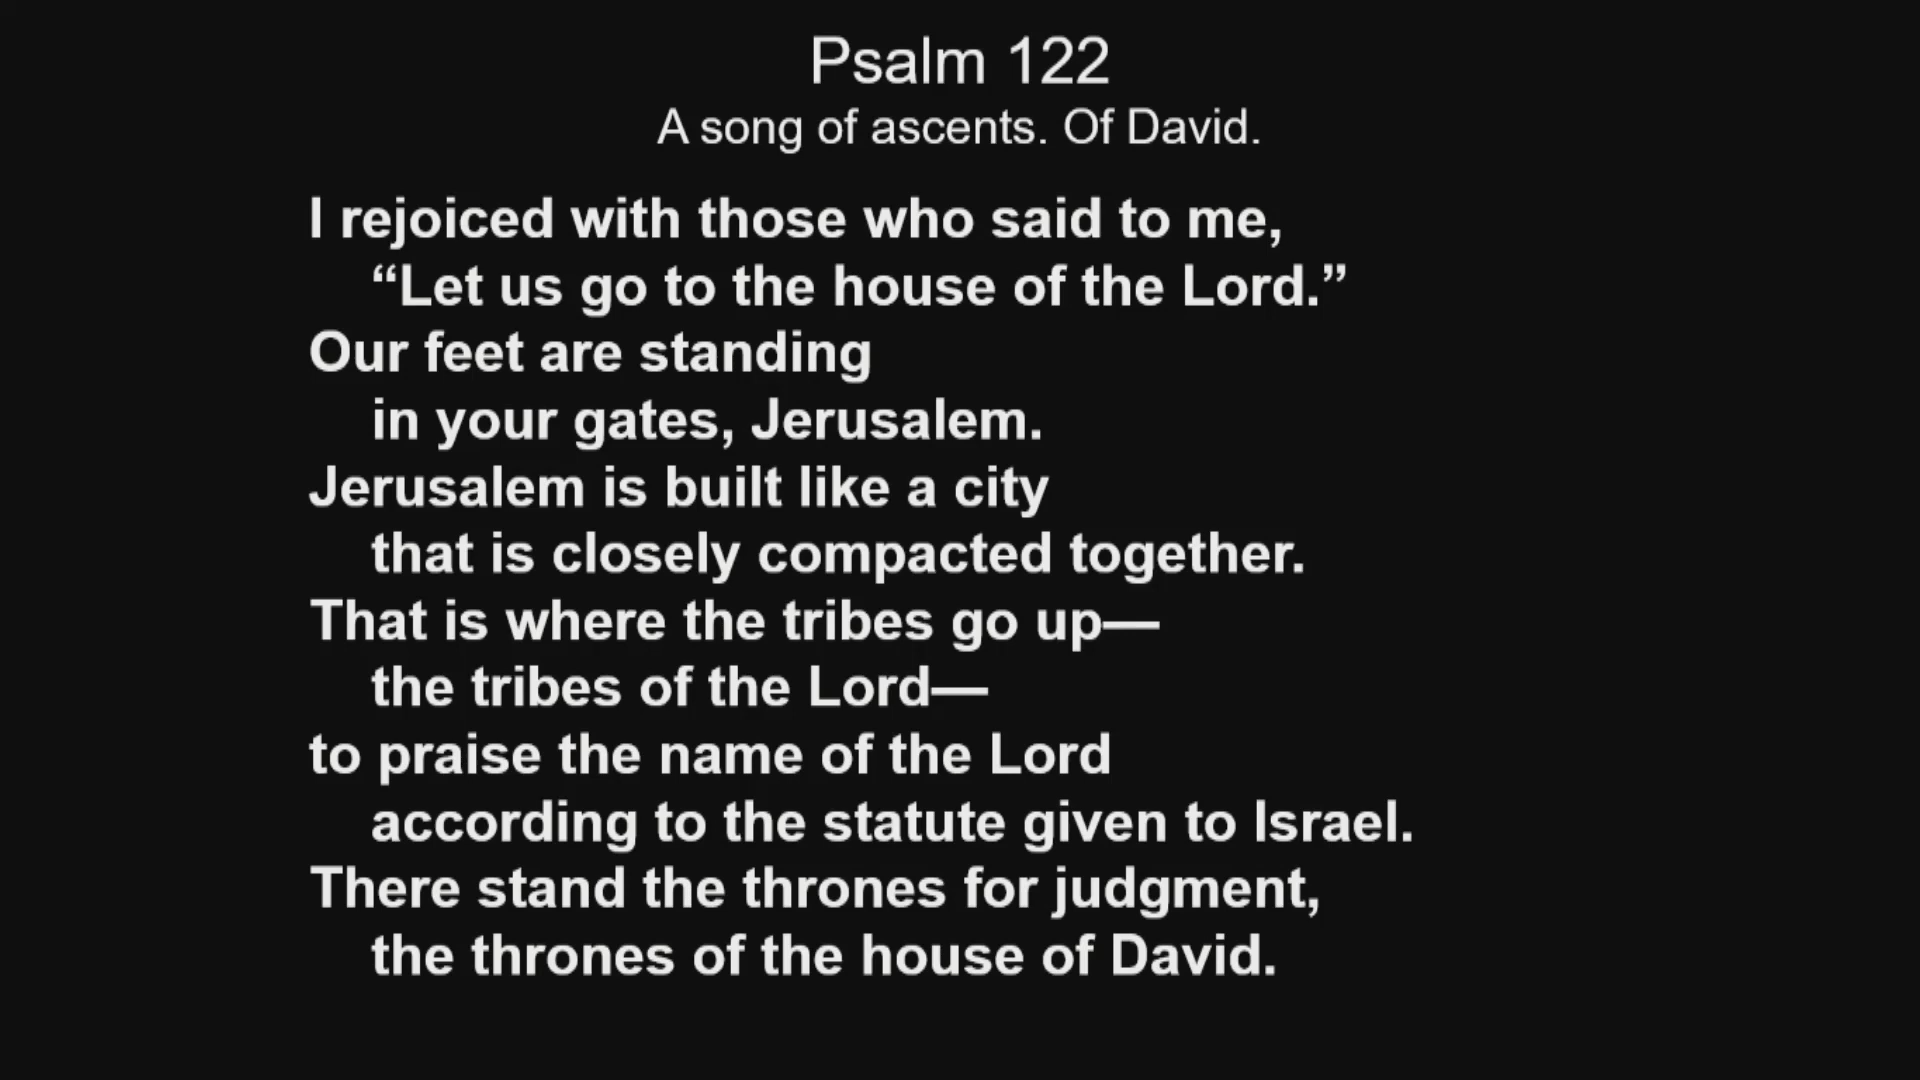 Psalm 122
A song of ascents. Of David.
I rejoiced with those who said to me,
“Let us go to the house of the Lord.”
Our feet are standing
in your gates, Jerusalem.
Jerusalem is built like a city
that is closely compacted together.
That is where the tribes go up—
the tribes of the Lord—
to praise the name of the Lord
according to the statute given to Israel.
There stand the thrones for judgment,
the thrones of the house of David.